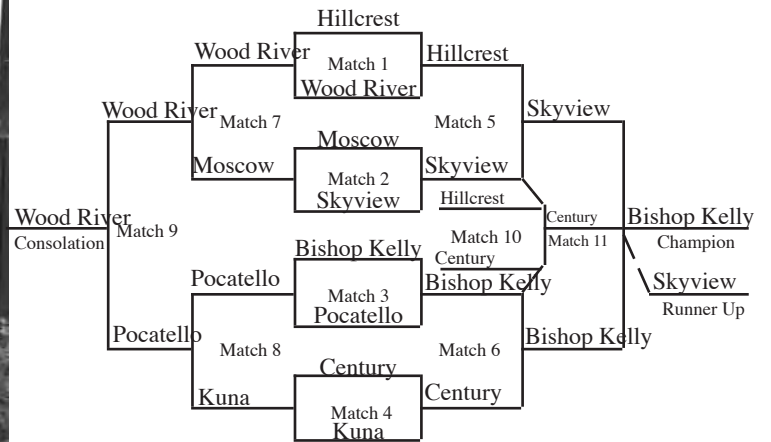 Hillcrest
Wood River
Match 1
Hillcrest
Wood River
Wood River
Match 7
Match 5
Skyview
Moscow
Moscow
Match 2
Skyview
Skyview
Hillcrest
Wood River
Consolation
Match 9
Match 10
Century
Match 11
Bishop Kelly
Champion
Century
Bishop Kelly
Pocatello
Match 3
Bishop Kelly
Pocatello
Skyview
Runner Up
Pocatello
Match 8
Match 6
Bishop Kelly
Century
Kuna
Match 4
Century
Kuna